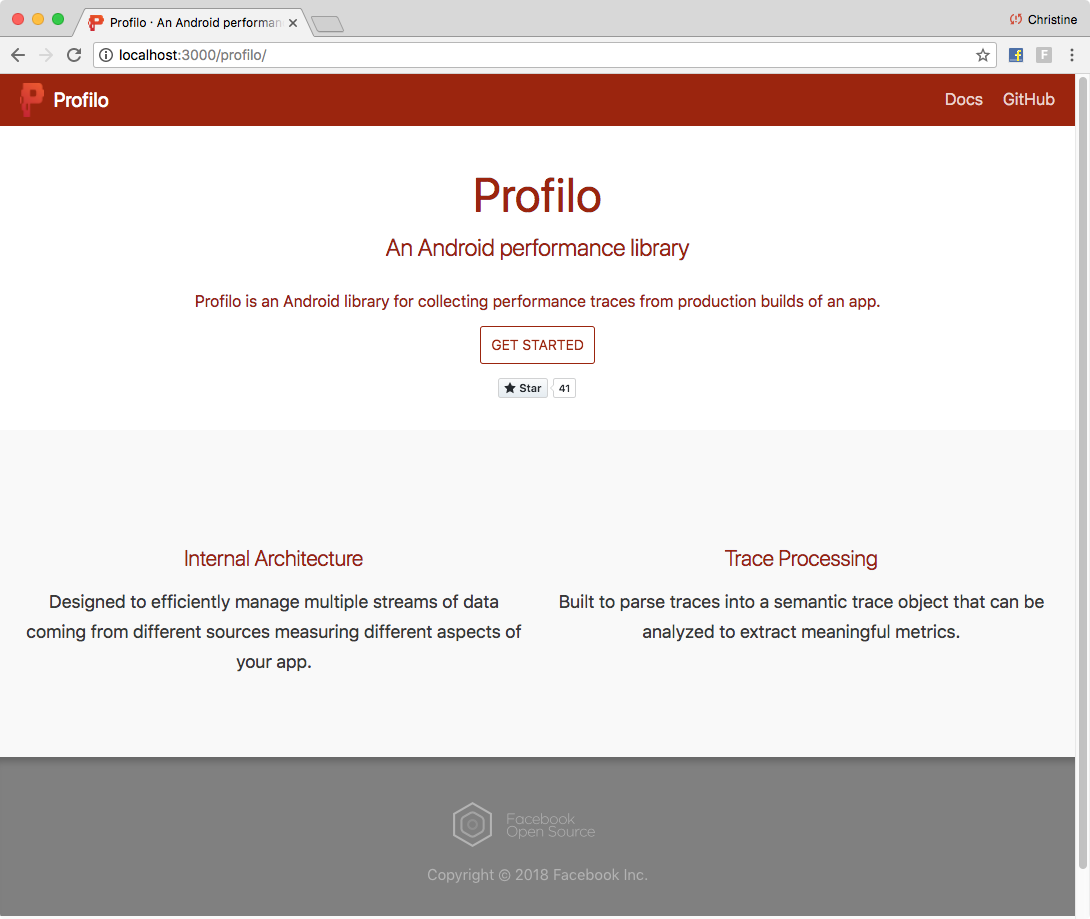 Profilo · An Android performan
Christine
localhost:3000/profilo/
Profilo
Docs
GitHub
Profilo
An Android performance library
Profilo is an Android library for collecting performance traces from production builds of an app.
GET STARTED
Star
41
Internal Architecture
Designed to efficiently manage multiple streams of data
coming from different sources measuring different aspects of
your app.
Trace Processing
Built to parse traces into a semantic trace object that can be
analyzed to extract meaningful metrics.
Facebook
Open Source
Copyright © 2018 Facebook Inc.